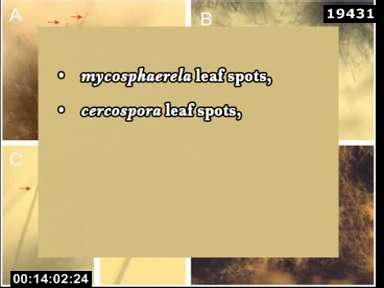 A
B
19431
• mycosphaerela leaf spots,
• cercospora leaf spots,
C
00:14:02:24